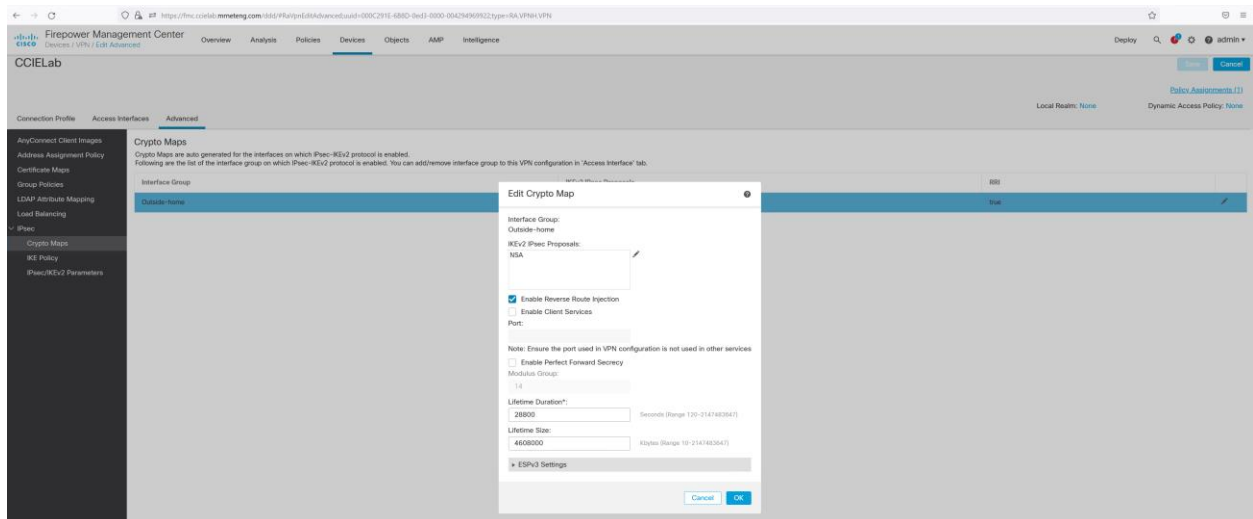 https://fmc.ccielab.mmeteng.com/ddd/#RaVpnEditAdvanced;uuid=000C291E-6B8D-0ed3-0000-004294969922;type=RA.VPNH.VPN
cisco
Firepower Management Center
Devices / VPN / Edit Advanced
Overview
Analysis
Policies
Devices
Objects
AMP
Intelligence
Deploy
admin
CCIELab
Save
Cancel
Policy Assignments (1)
Local Realm: None
Dynamic Access Policy: None
Connection Profile
Access Interfaces
Advanced
AnyConnect Client Images
Address Assignment Policy
Certificate Maps
Group Policies
LDAP Attribute Mapping
Load Balancing
IPsec
Crypto Maps
IKE Policy
IPsec/IKEv2 Parameters
Crypto Maps
Crypto Maps are auto generated for the interfaces on which IPsec-IKEv2 protocol is enabled.
Following are the list of the interface group on which IPsec-IKEv2 protocol is enabled. You can add/remove interface group to this VPN configuration in 'Access Interface' tab.
Interface Group
IKEv2 IPsec Proposals
RRI
Outside-home
true
Edit Crypto Map
Interface Group:
Outside-home
IKEv2 IPsec Proposals:
NSA
Enable Reverse Route Injection
Enable Client Services
Port:
Note: Ensure the port used in VPN configuration is not used in other services
Enable Perfect Forward Secrecy
Modulus Group:
14
Lifetime Duration*:
28800
Seconds (Range 120-2147483647)
Lifetime Size:
4608000
Kbytes (Range 10-2147483647)
ESPv3 Settings
Cancel
OK